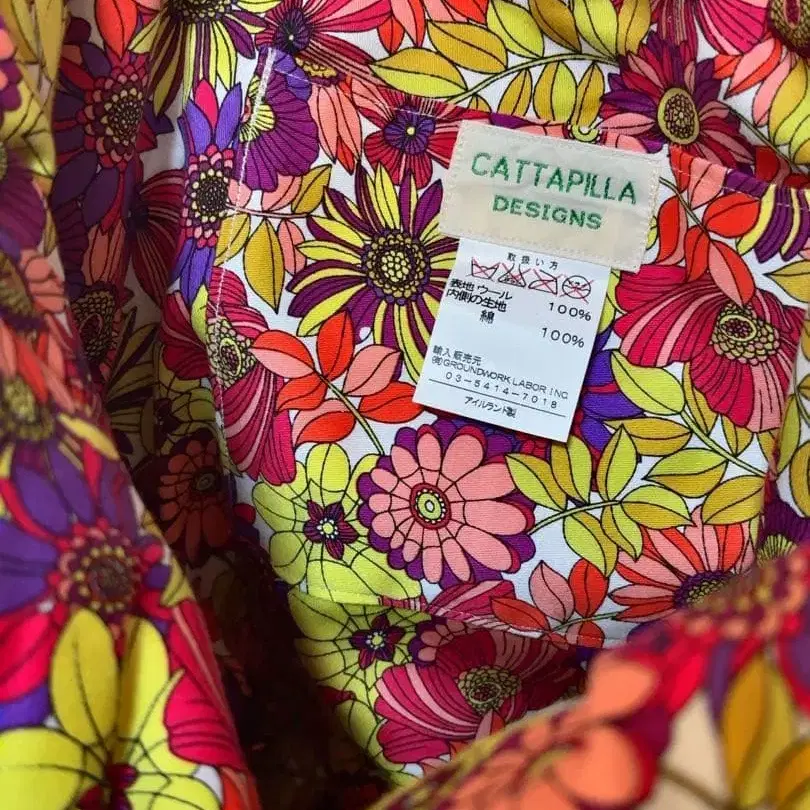 CATTAPILLA
DESIGNS
取扱い方
表地 ウール 100%
内側の生地
綿 100%
輸入販売元
㈲GROUNDWORK LABOR INC.
03-5414-7018
アイルランド製